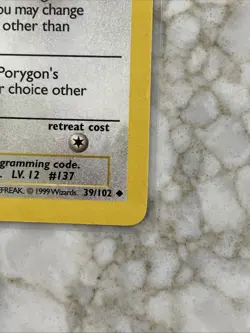 you may change
other than
Porygon's
r choice other
retreat cost
gramming code.
LV. 12 #137
FREAK. © 1999 Wizards. 39/102